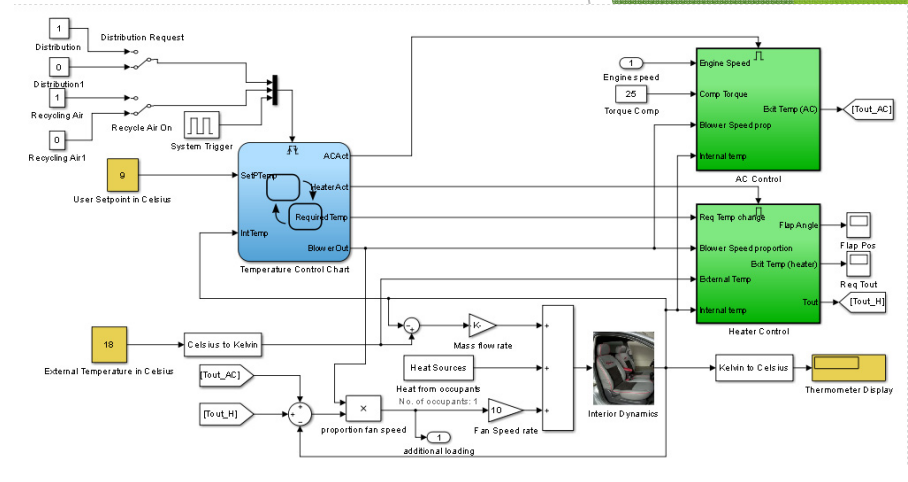 1
Distribution
Distribution Request
0
Distribution1
1
Recycling Air
Recycle Air On
0
Recycling Air1
System Trigger
9
User Setpoint in Celsius
SetPTemp
IntTemp
ACAct
HeaterAct
RequiredTemp
BlowerOut
Temperature Control Chart
1
Engine speed
25
Torque Comp
Engine Speed
Comp Torque
Blower Speed prop
Internal temp
Exit Temp (AC)
AC Control
[Tout_AC]
Req Temp change
Blower Speed proportion
External Temp
Internal temp
Flap Angle
Exit Temp (heater)
Tout
Heater Control
Flap Pos
Req Tout
[Tout_H]
18
External Temperature in Celsius
Celsius to Kelvin
K-
Mass flow rate
Heat Sources
Heat from occupants
No. of occupants: 1
[Tout_AC]
[Tout_H]
×
proportion fan speed
10
Fan Speed rate
1
additional loading
Interior Dynamics
Kelvin to Celsius
Thermometer Display